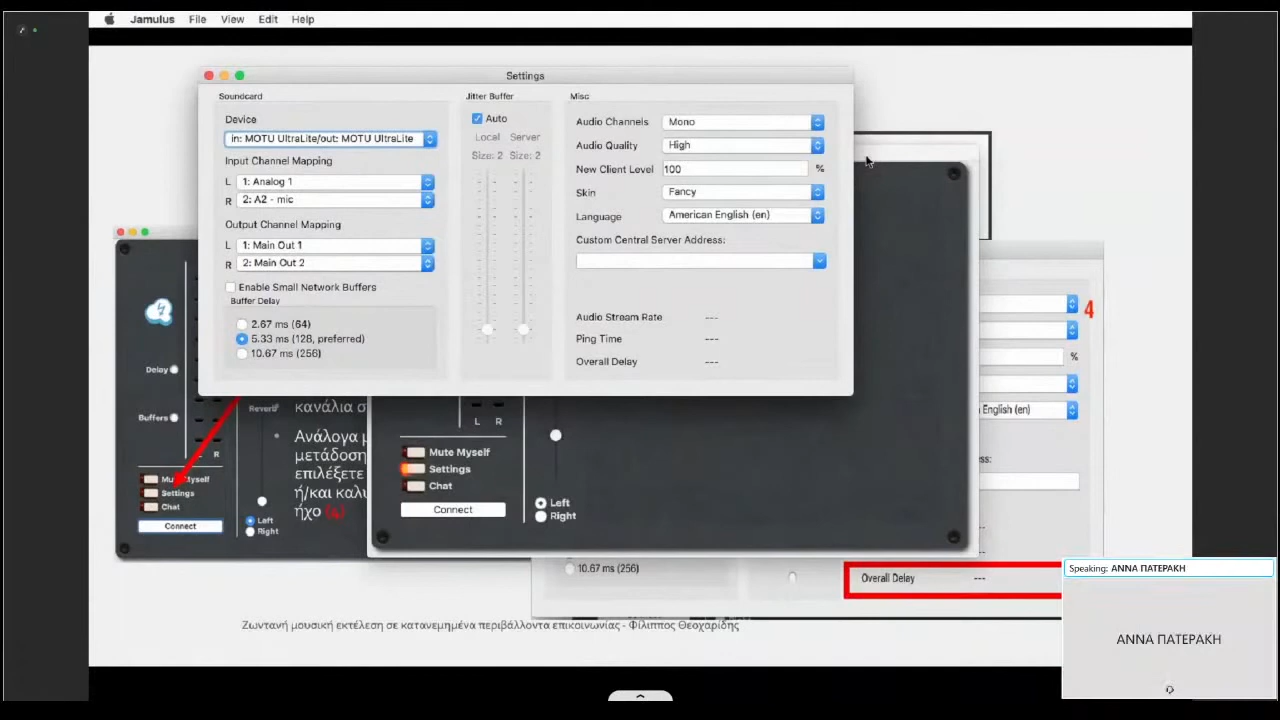 Jamulus File View Edit Help
Settings
Soundcard
Device
in: MOTU UltraLite/out: MOTU UltraLite
Input Channel Mapping
L 1: Analog 1
R 2: A2 - mic
Output Channel Mapping
L 1: Main Out 1
R 2: Main Out 2
Enable Small Network Buffers
Buffer Delay
2.67 ms (64)
5.33 ms (128, preferred)
10.67 ms (256)
Jitter Buffer
Auto
Local Server
Size: 2 Size: 2
Misc
Audio Channels Mono
Audio Quality High
New Client Level 100 %
Skin Fancy
Language American English (en)
Custom Central Server Address:
Audio Stream Rate ---
Ping Time ---
Overall Delay ---
4
%
English (en)
ss:
Delay
Buffers
R
Mute Myself
Settings
Chat
Connect
Reverb
Left
Right
κανάλια σ
• Ανάλογα μ
μετάδοση
επιλέξετε
ή/και καλι
ήχο (4)
L R
Mute Myself
Settings
Chat
Connect
Left
Right
10.67 ms (256)
Overall Delay ---
Ζωντανή μουσική εκτέλεση σε κατανεμημένα περιβάλλοντα επικοινωνίας - Φίλιππος Θεοχαρίδης
Speaking: ΑΝΝΑ ΠΑΤΕΡΑΚΗ
ΑΝΝΑ ΠΑΤΕΡΑΚΗ